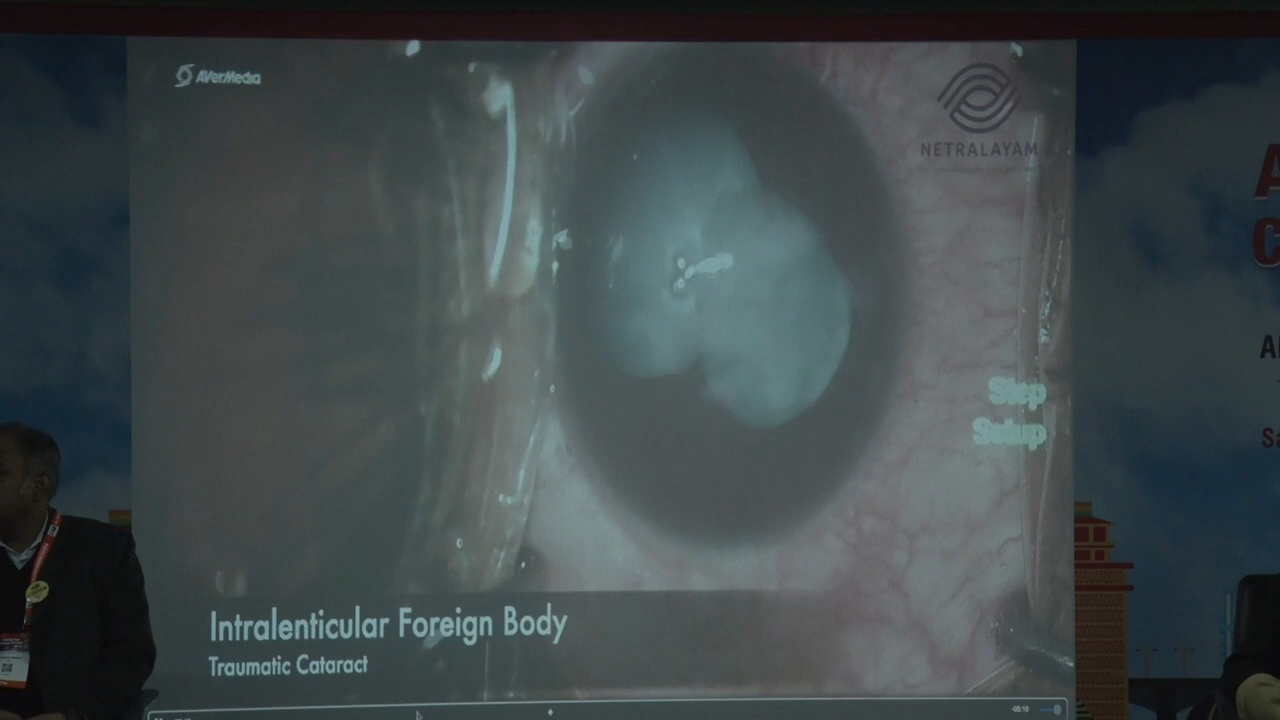 AVerMedia
NETRALAYAM
Step
Setup
Intralenticular Foreign Body
Traumatic Cataract